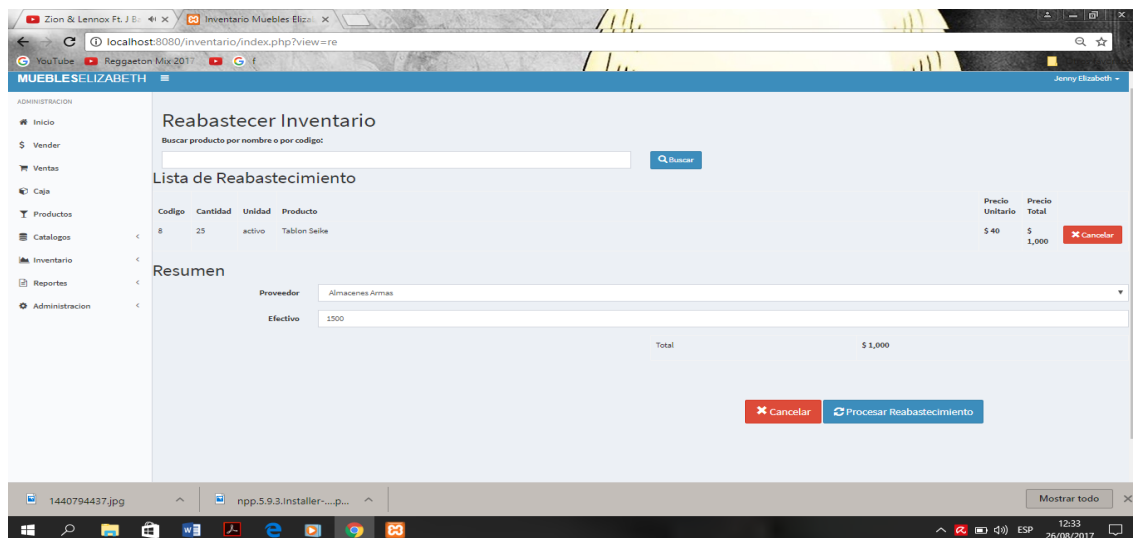 Zion & Lennox Ft. J Ba
Inventario Muebles Eliza
localhost:8080/inventario/index.php?view=re
YouTube Reggaeton Mix 2017 f
MUEBLESELIZABETH
Jenny Elizabeth
ADMINISTRACION
Inicio
$ Vender
Ventas
Caja
Productos
Catalogos
Inventario
Reportes
Administracion
Reabastecer Inventario
Buscar producto por nombre o por codigo:
Buscar
Lista de Reabastecimiento
Codigo Cantidad Unidad Producto Precio Unitario Precio Total
8 25 activo Tablon Seike $ 40 $ 1,000 Cancelar
Resumen
Proveedor Almacenes Armas
Efectivo 1500
Total $ 1,000
Cancelar Procesar Reabastecimiento
1440794437.jpg
npp.5.9.3.Installer-....p...
Mostrar todo
ESP
12:33
26/08/2017